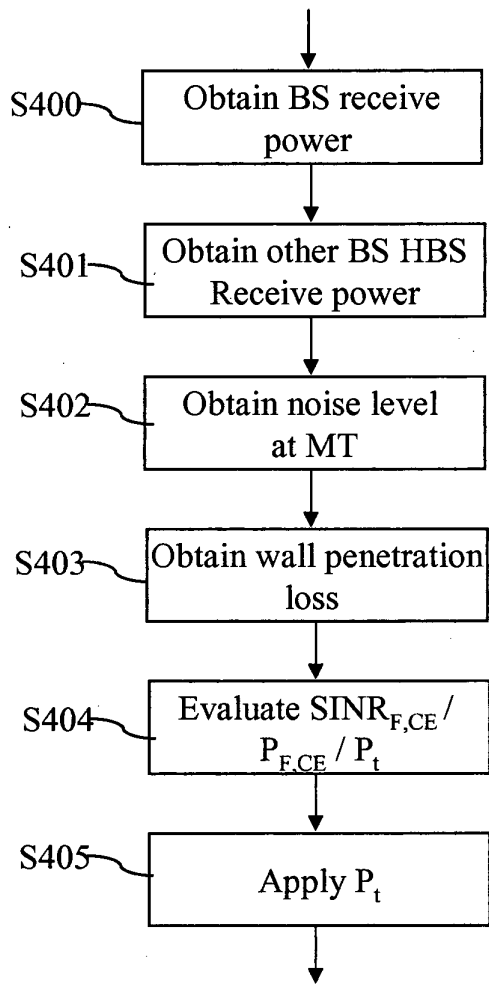 S400
Obtain BS receive
power
S401
Obtain other BS HBS
Receive power
S402
Obtain noise level
at MT
S403
Obtain wall penetration
loss
S404
Evaluate SINR_F,CE /
P_F,CE / P_t
S405
Apply P_t